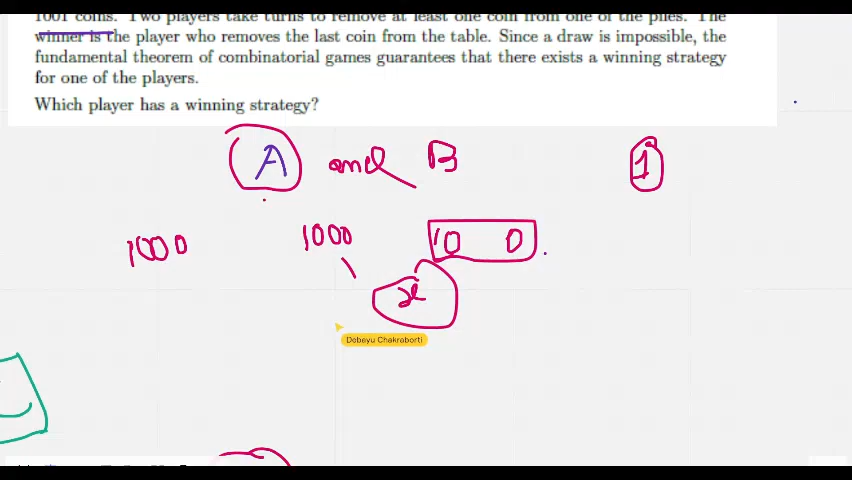 1001 coins. Two players take turns to remove at least one coin from one of the piles. The
winner is the player who removes the last coin from the table. Since a draw is impossible, the
fundamental theorem of combinatorial games guarantees that there exists a winning strategy
for one of the players.
Which player has a winning strategy?
A and B 1
1000 1000 10 0
x
Debayu Chakraborti